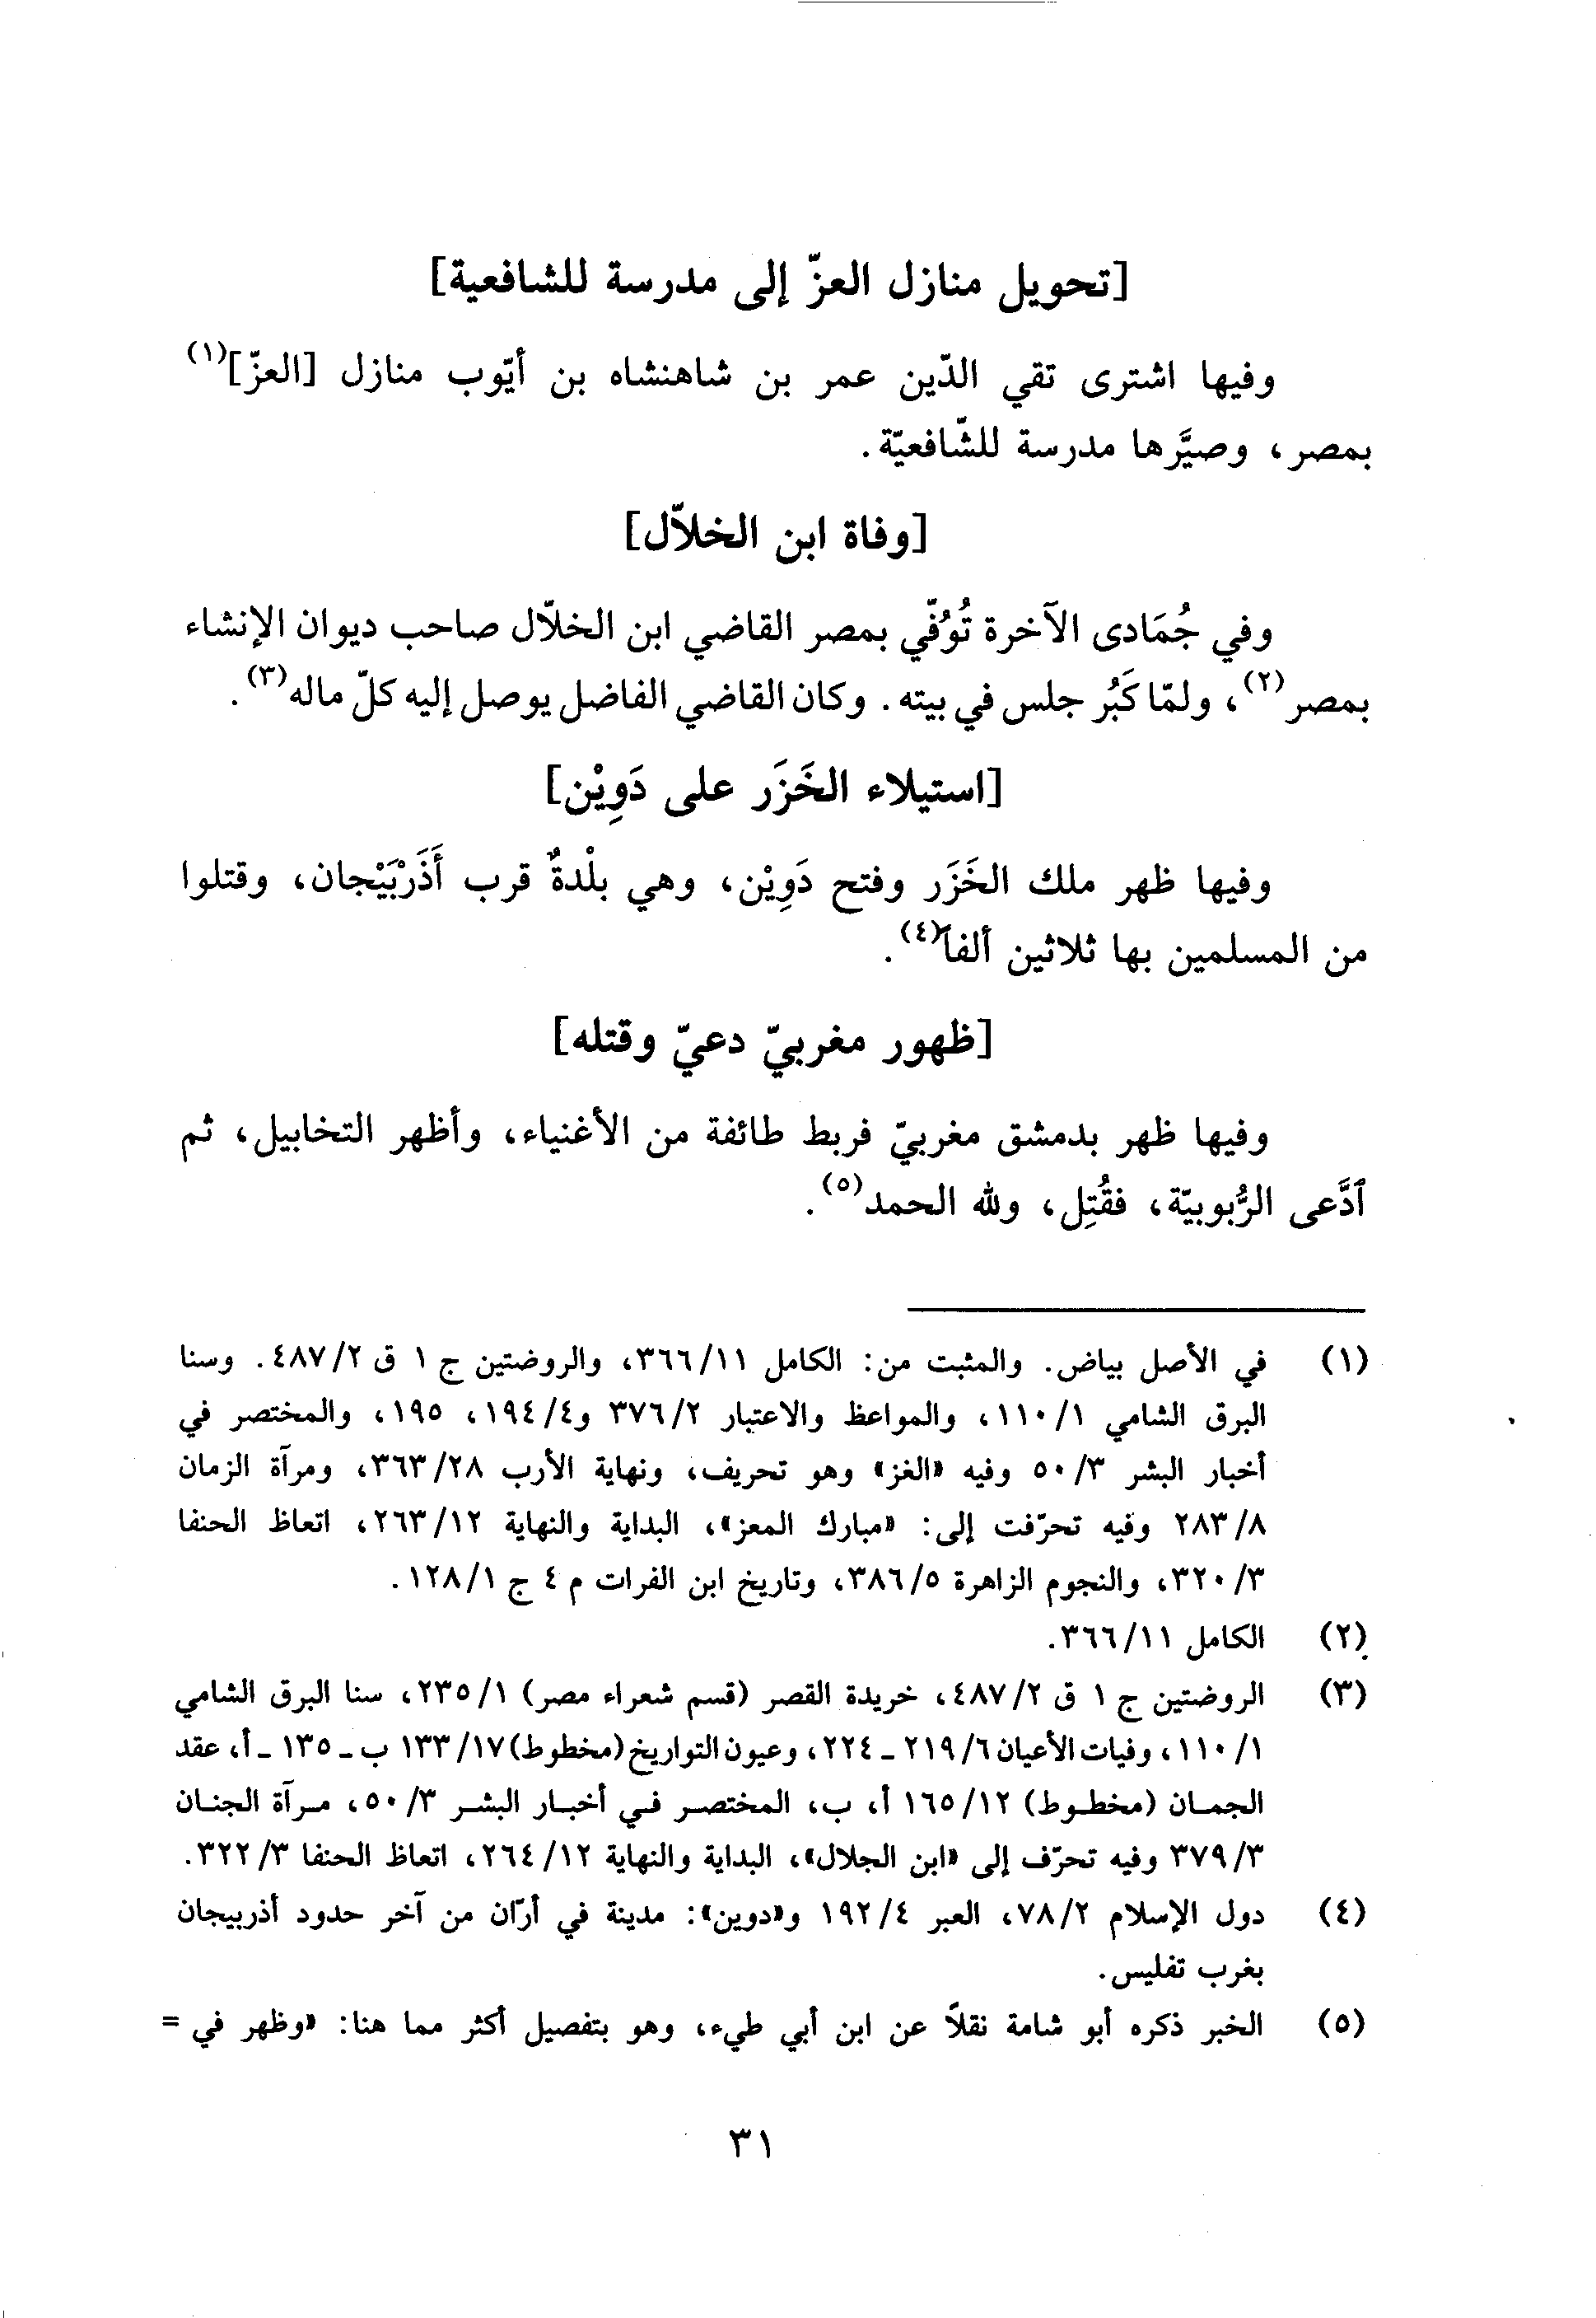 [تحويل منازل العزّ إلى مدرسة للشافعية]
وفيها اشترى تقي الدّين عمر بن شاهنشاه بن أيّوب منازل [العزّ]⁽١⁾
بمصر، وصيَّرها مدرسة للشّافعيّة.
[وفاة ابن الخلاّل]
وفي جُمَادى الآخرة تُوُفّي بمصر القاضي ابن الخلاّل صاحب ديوان الإنشاء
بمصر⁽٢⁾، ولمّا كَبُر جلس في بيته. وكان القاضي الفاضل يوصل إليه كلّ ماله⁽٣⁾.
[استيلاء الخَزَر على دَوِيْن]
وفيها ظهر ملك الخَزَر وفتح دَوِيْن، وهي بلْدةٌ قرب أَذَرْبَيْجان، وقتلوا
من المسلمين بها ثلاثين ألفاً⁽٤⁾.
[ظهور مغربيّ دعيّ وقتله]
وفيها ظهر بدمشق مغربيّ فربط طائفة من الأغنياء، وأظهر التخابيل، ثم
ٱدَّعى الرُّبوبيّة، فقُتِل، ولله الحمد⁽٥⁾.
(١) في الأصل بياض. والمثبت من: الكامل ٣٦٦/١١، والروضتين ج ١ ق ٤٨٧/٢. وسنا
البرق الشامي ١١٠/١، والمواعظ والاعتبار ٣٧٦/٢ و١٩٤/٤، ١٩٥، والمختصر في
أخبار البشر ٥٠/٣ وفيه «الغز» وهو تحريف، ونهاية الأرب ٣٦٣/٢٨، ومرآة الزمان
٢٨٣/٨ وفيه تحرّفت إلى: «مبارك المعز»، البداية والنهاية ٢٦٣/١٢، اتعاظ الحنفا
٣٢٠/٣، والنجوم الزاهرة ٣٨٦/٥، وتاريخ ابن الفرات م ٤ ج ١٢٨/١.
(٢) الكامل ٣٦٦/١١.
(٣) الروضتين ج ١ ق ٤٨٧/٢، خريدة القصر (قسم شعراء مصر) ٢٣٥/١، سنا البرق الشامي
١١٠/١، وفيات الأعيان ٢١٩/٦ ـ ٢٢٤، وعيون التواريخ (مخطوط) ١٣٣/١٧ ب ـ ١٣٥ ـ أ، عقد
الجمـان (مخطـوط) ١٦٥/١٢ أ، ب، المختصـر فـي أخبـار البشـر ٥٠/٣، مـرآة الجنـان
٣٧٩/٣ وفيه تحرّف إلى «ابن الجلال»، البداية والنهاية ٢٦٤/١٢، اتعاظ الحنفا ٣٢٢/٣.
(٤) دول الإسلام ٧٨/٢، العبر ١٩٢/٤ و«دوين»: مدينة في أرّان من آخر حدود أذربيجان
بغرب تفليس.
(٥) الخبر ذكره أبو شامة نقلاً عن ابن أبي طيء، وهو بتفصيل أكثر مما هنا: «وظهر في =
٣١